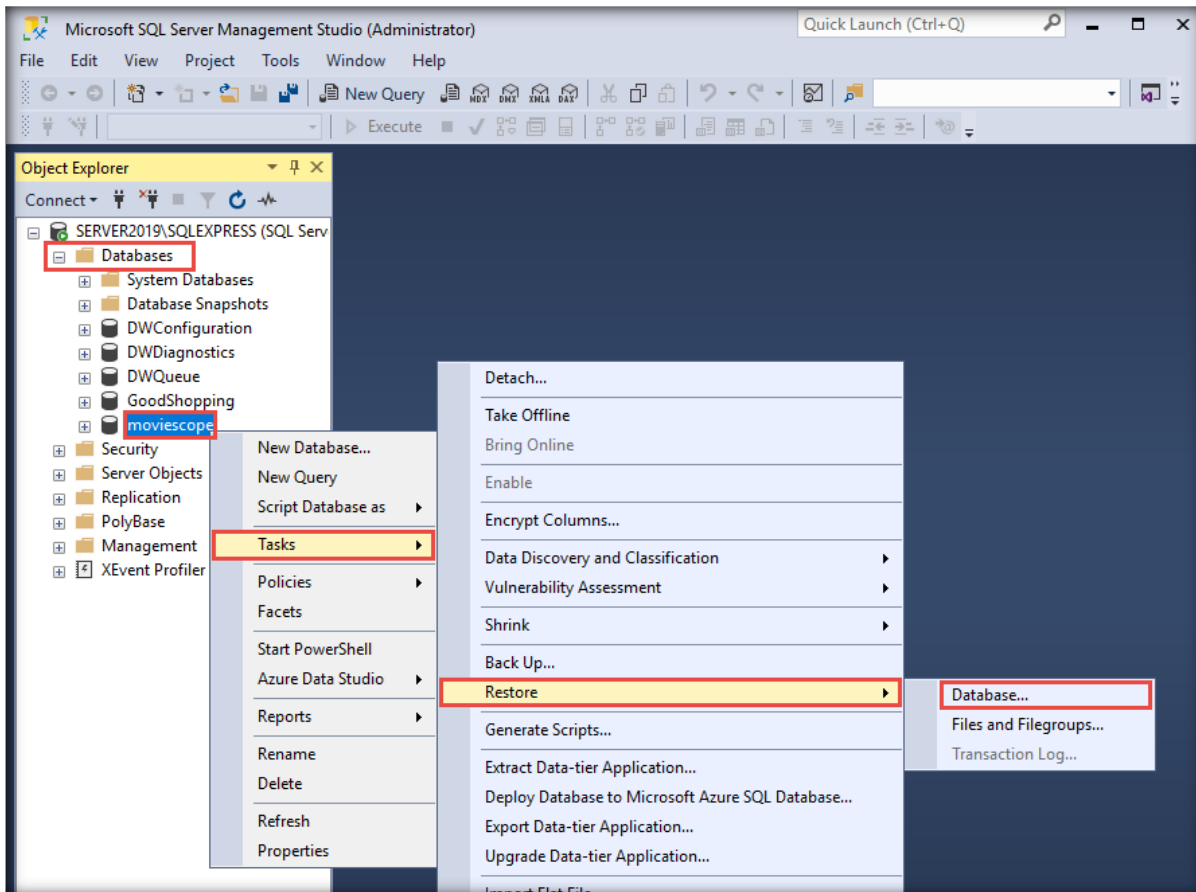 Microsoft SQL Server Management Studio (Administrator)
Quick Launch (Ctrl+Q)
File Edit View Project Tools Window Help
New Query MDX DMX XMLA DAX
Execute
Object Explorer
Connect
SERVER2019\SQLEXPRESS (SQL Serv
Databases
System Databases
Database Snapshots
DWConfiguration
DWDiagnostics
DWQueue
GoodShopping
moviescope
Security
Server Objects
Replication
PolyBase
Management
XEvent Profiler
New Database...
New Query
Script Database as
Tasks
Policies
Facets
Start PowerShell
Azure Data Studio
Reports
Rename
Delete
Refresh
Properties
Detach...
Take Offline
Bring Online
Enable
Encrypt Columns...
Data Discovery and Classification
Vulnerability Assessment
Shrink
Back Up...
Restore
Generate Scripts...
Extract Data-tier Application...
Deploy Database to Microsoft Azure SQL Database...
Export Data-tier Application...
Upgrade Data-tier Application...
Database...
Files and Filegroups...
Transaction Log...